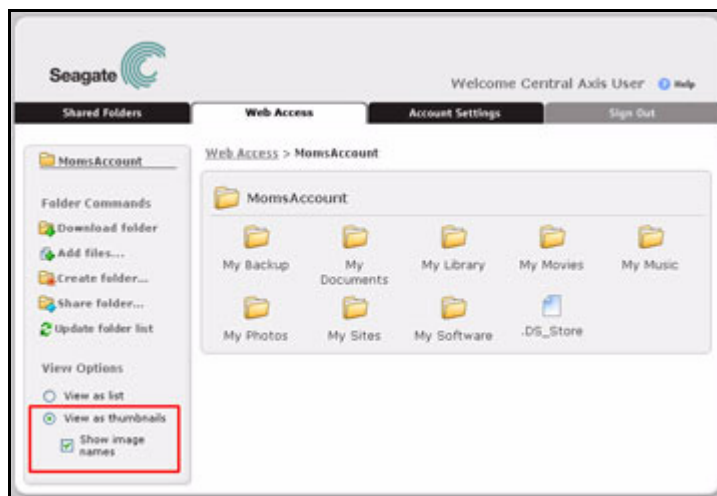 Seagate
Welcome Central Axis User
Help
Shared Folders
Web Access
Account Settings
Sign Out
MomsAccount
Folder Commands
Download folder
Add files...
Create folder...
Share folder...
Update folder list
View Options
View as list
View as thumbnails
Show image
names
Web Access > MomsAccount
MomsAccount
My Backup
My
Documents
My Library
My Movies
My Music
My Photos
My Sites
My Software
.DS_Store